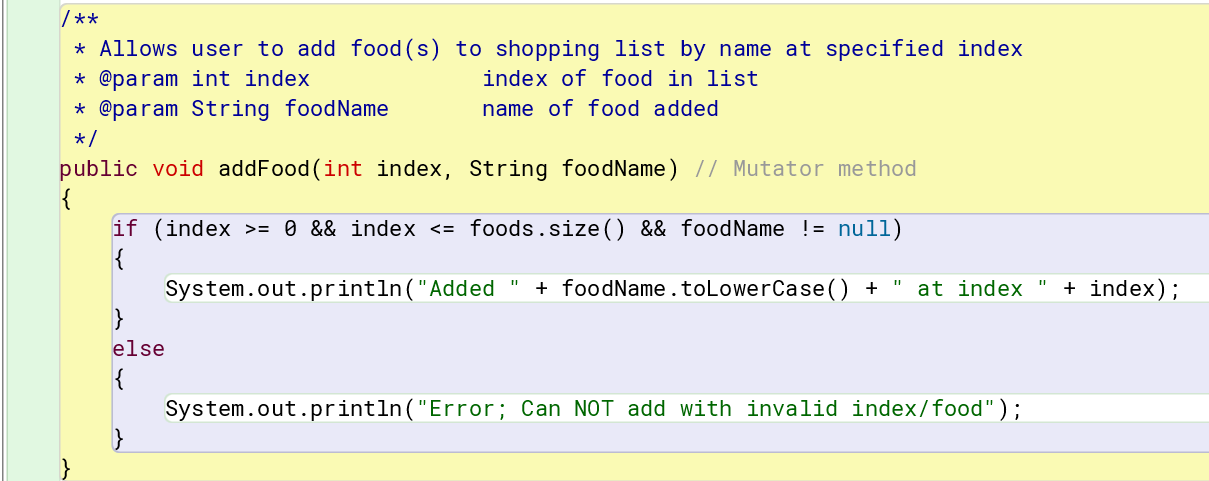 /**
 * Allows user to add food(s) to shopping list by name at specified index
 * @param int index             index of food in list
 * @param String foodName       name of food added
 */
public void addFood(int index, String foodName) // Mutator method
{
    if (index >= 0 && index <= foods.size() && foodName != null)
    {
        System.out.println("Added " + foodName.toLowerCase() + " at index " + index);
    }
    else
    {
        System.out.println("Error; Can NOT add with invalid index/food");
    }
}